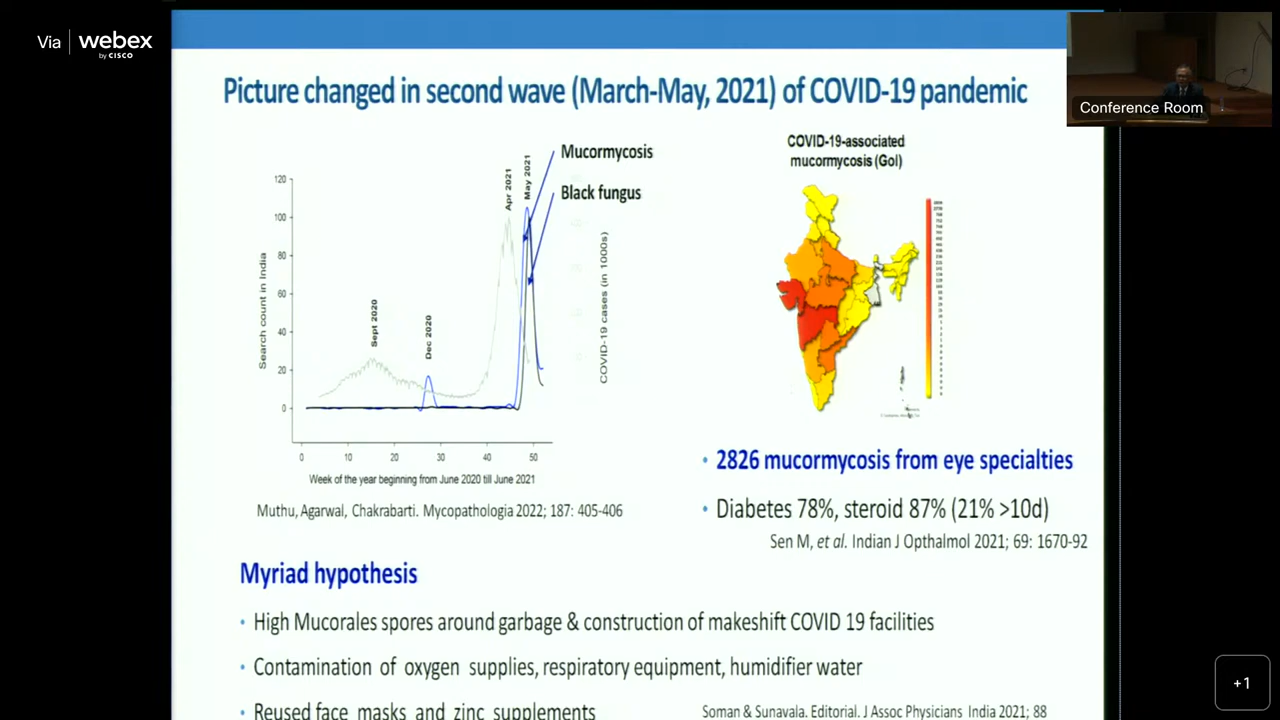 Via webex
by CISCO
Conference Room
Picture changed in second wave (March-May, 2021) of COVID-19 pandemic
Mucormycosis
Black fungus
Sept 2020
Dec 2020
Apr 2021
May 2021
Search count in India
COVID-19 cases (in 1000s)
120
100
80
60
40
20
0
0 10 20 30 40 50
Week of the year beginning from June 2020 till June 2021
Muthu, Agarwal, Chakrabarti. Mycopathologia 2022; 187: 405-406
COVID-19-associated
mucormycosis (GoI)
• 2826 mucormycosis from eye specialties
• Diabetes 78%, steroid 87% (21% >10d)
Sen M, et al. Indian J Opthalmol 2021; 69: 1670-92
Myriad hypothesis
• High Mucorales spores around garbage & construction of makeshift COVID 19 facilities
• Contamination of oxygen supplies, respiratory equipment, humidifier water
• Reused face masks and zinc supplements
Soman & Sunavala. Editorial. J Assoc Physicians India 2021; 88
+1